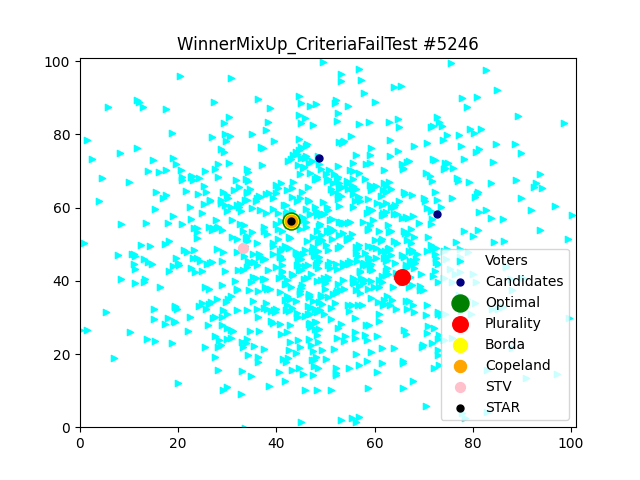 WinnerMixUp_CriteriaFailTest #5246
100
80
60
40
20
0
0 20 40 60 80 100
Voters
Candidates
Optimal
Plurality
Borda
Copeland
STV
STAR